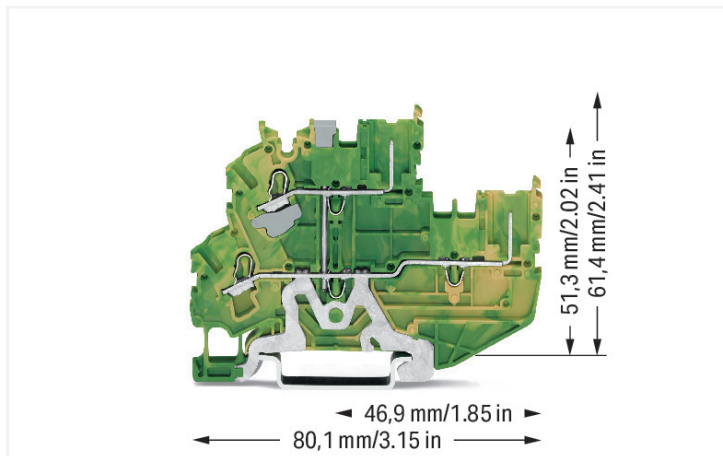 51,3 mm/2.02 in
61,4 mm/2.41 in
46,9 mm/1.85 in
80,1 mm/3.15 in